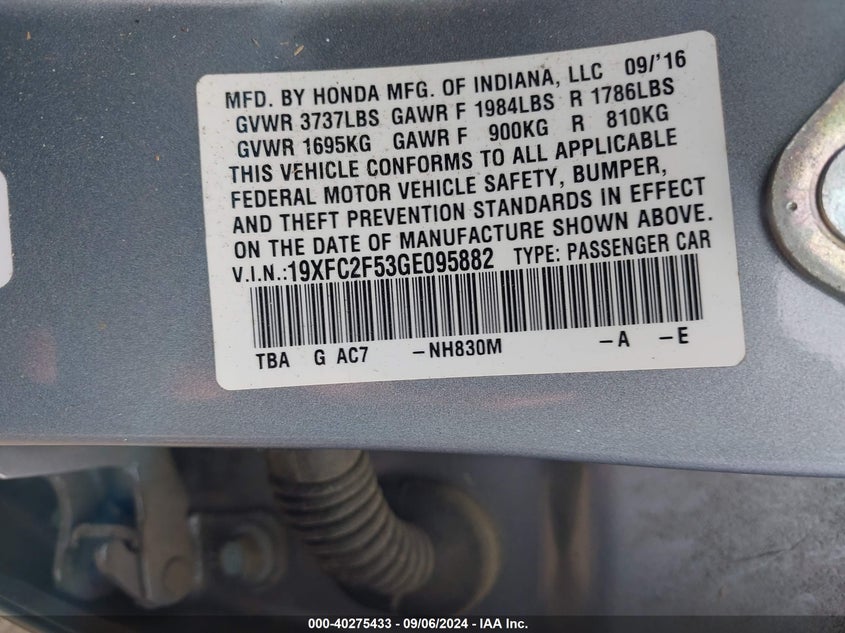 MFD. BY HONDA MFG. OF INDIANA, LLC 09/'16
GVWR 3737LBS GAWR F 1984LBS R 1786LBS
GVWR 1695KG GAWR F 900KG R 810KG
THIS VEHICLE CONFORMS TO ALL APPLICABLE
FEDERAL MOTOR VEHICLE SAFETY, BUMPER,
AND THEFT PREVENTION STANDARDS IN EFFECT
ON THE DATE OF MANUFACTURE SHOWN ABOVE.
V.I.N.:19XFC2F53GE095882 TYPE: PASSENGER CAR
TBA G AC7 -NH830M -A -E
000-40275433 - 09/06/2024 - IAA Inc.